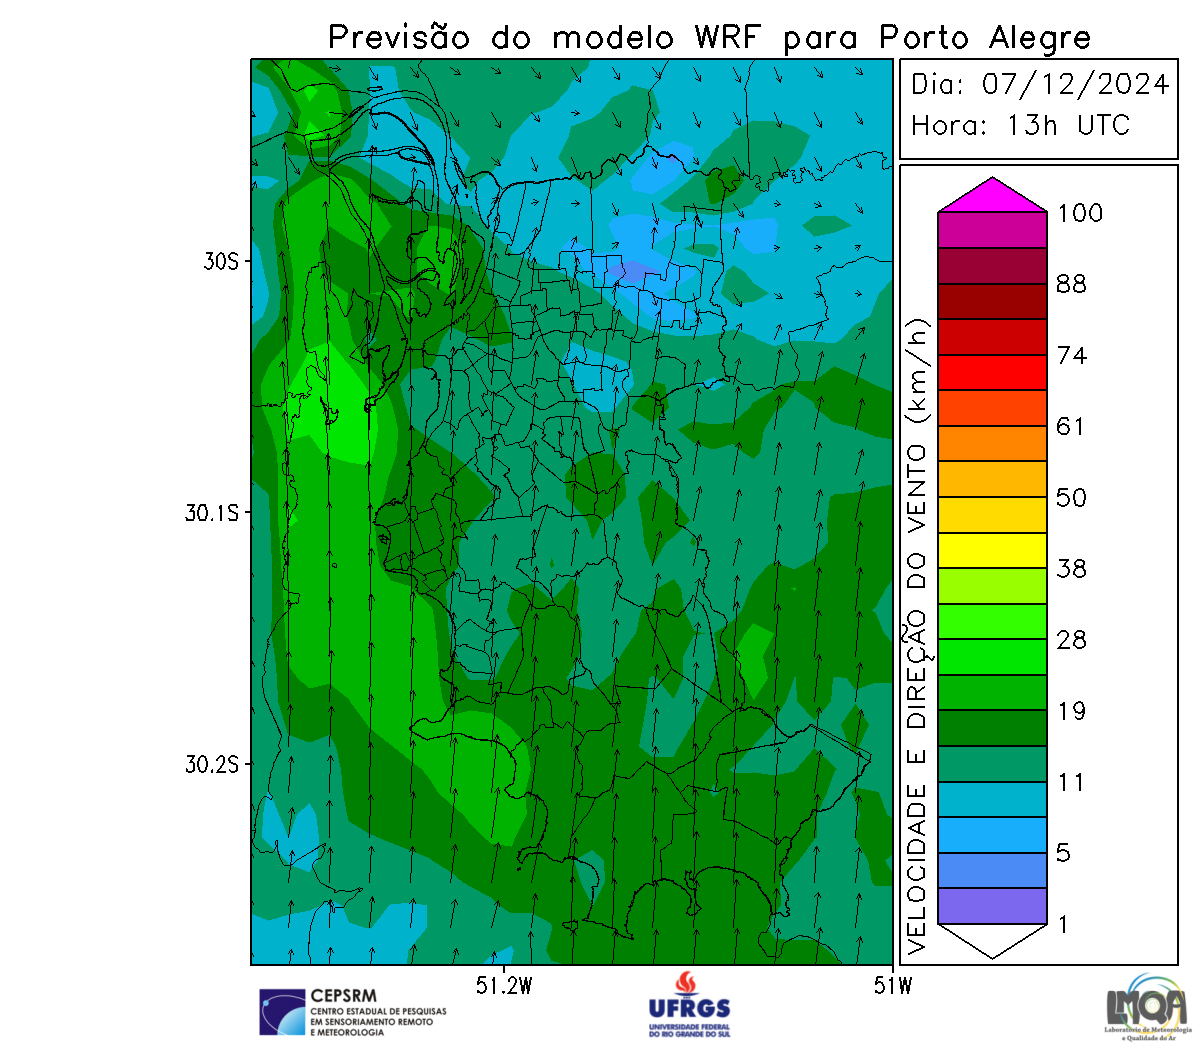 Previsão do modelo WRF para Porto Alegre
Dia: 07/12/2024
Hora: 13h UTC
30S
30.1S
30.2S
51.2W
51W
VELOCIDADE E DIREÇÃO DO VENTO (km/h)
100
88
74
61
50
38
28
19
11
5
1
CEPSRM
CENTRO ESTADUAL DE PESQUISAS
EM SENSORIAMENTO REMOTO
E METEOROLOGIA
UFRGS
UNIVERSIDADE FEDERAL
DO RIO GRANDE DO SUL
LMQA
Laboratório de Meteorologia
e Qualidade do Ar